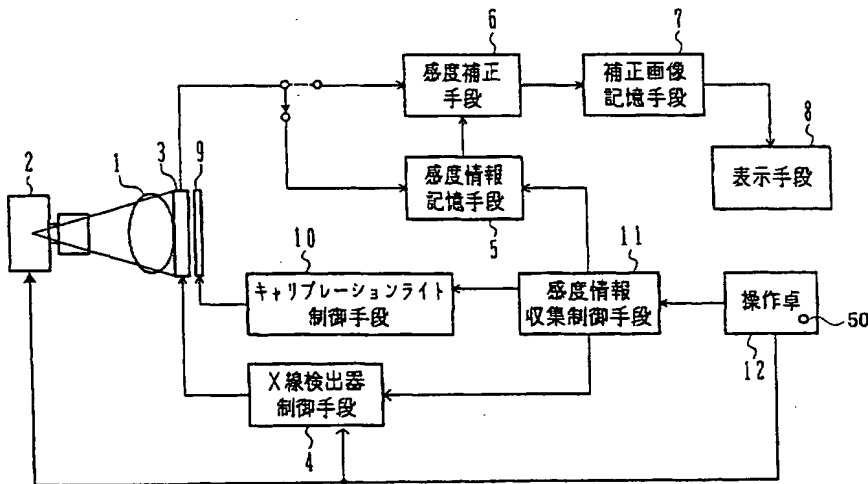 6
7
感度補正
手段
補正画像
記憶手段
8
表示手段
2
1
3
9
感度情報
記憶手段
5
10
11
キャリブレーションライト
制御手段
感度情報
収集制御手段
操作卓
50
12
X線検出器
制御手段
4